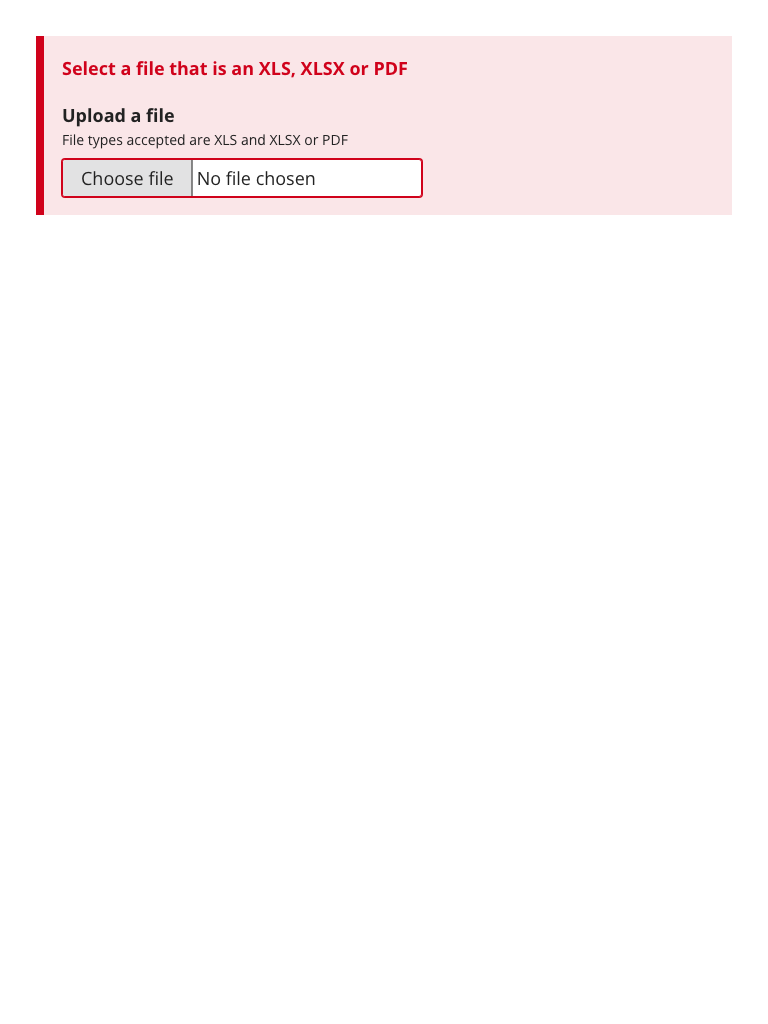 Select a file that is an XLS, XLSX or PDF
Upload a file
File types accepted are XLS and XLSX or PDF
Choose file No file chosen